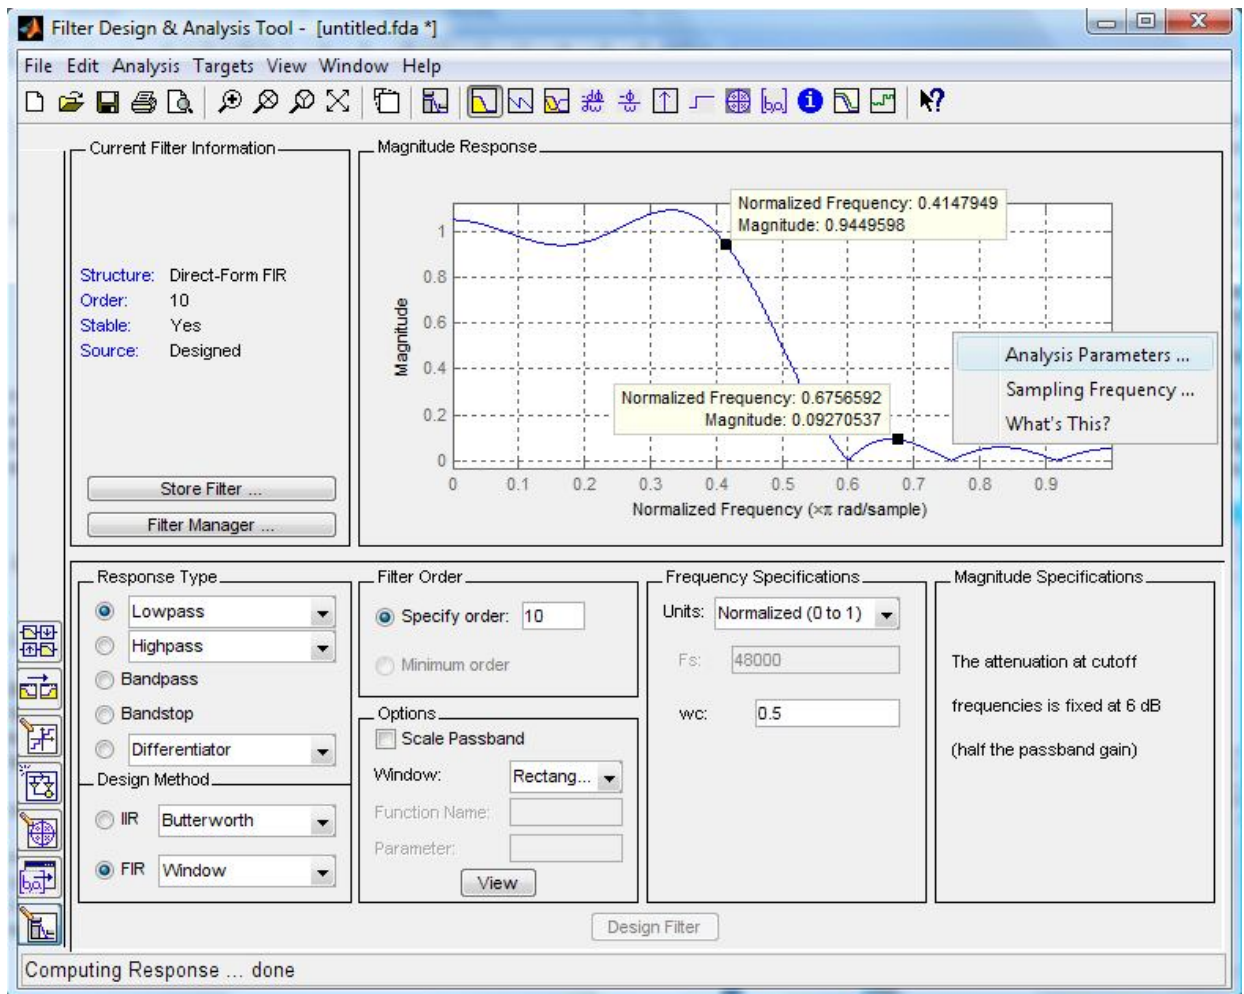 Filter Design & Analysis Tool - [untitled.fda *]
File Edit Analysis Targets View Window Help
Current Filter Information
Structure: Direct-Form FIR
Order: 10
Stable: Yes
Source: Designed
Store Filter ...
Filter Manager ...
Magnitude Response
Normalized Frequency: 0.4147949
Magnitude: 0.9449598
1
0.8
0.6
0.4
0.2
0
Magnitude
Normalized Frequency: 0.6756592
Magnitude: 0.09270537
Analysis Parameters ...
Sampling Frequency ...
What's This?
0 0.1 0.2 0.3 0.4 0.5 0.6 0.7 0.8 0.9
Normalized Frequency (×π rad/sample)
Response Type
Lowpass
Highpass
Bandpass
Bandstop
Differentiator
Design Method
IIR Butterworth
FIR Window
Filter Order
Specify order: 10
Minimum order
Options
Scale Passband
Window: Rectang...
Function Name:
Parameter:
View
Frequency Specifications
Units: Normalized (0 to 1)
Fs: 48000
wc: 0.5
Magnitude Specifications
The attenuation at cutoff
frequencies is fixed at 6 dB
(half the passband gain)
Design Filter
Computing Response ... done